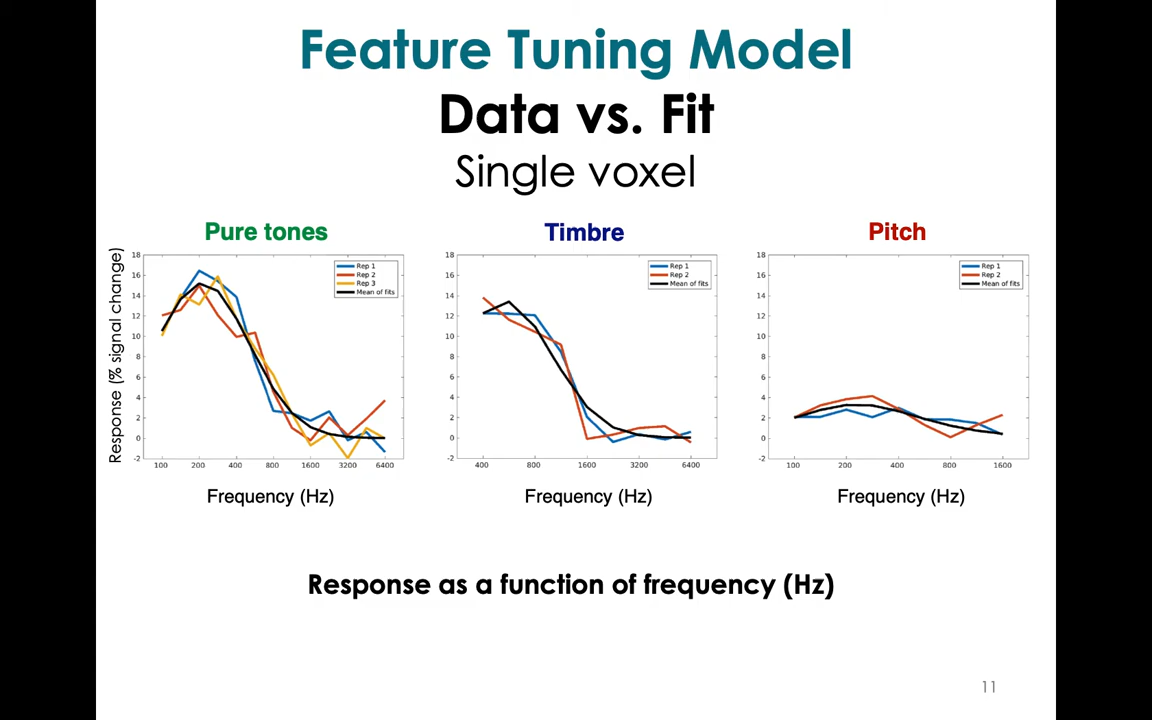 Feature Tuning Model
Data vs. Fit
Single voxel
Pure tones
Response (% signal change)
18
16
14
12
10
8
6
4
2
0
-2
Rep 1
Rep 2
Rep 3
Mean of fits
100 200 400 800 1600 3200 6400
Frequency (Hz)
Timbre
18
16
14
12
10
8
6
4
2
0
-2
Rep 1
Rep 2
Mean of fits
400 800 1600 3200 6400
Frequency (Hz)
Pitch
18
16
14
12
10
8
6
4
2
0
-2
Rep 1
Rep 2
Mean of fits
100 200 400 800 1600
Frequency (Hz)
Response as a function of frequency (Hz)
11